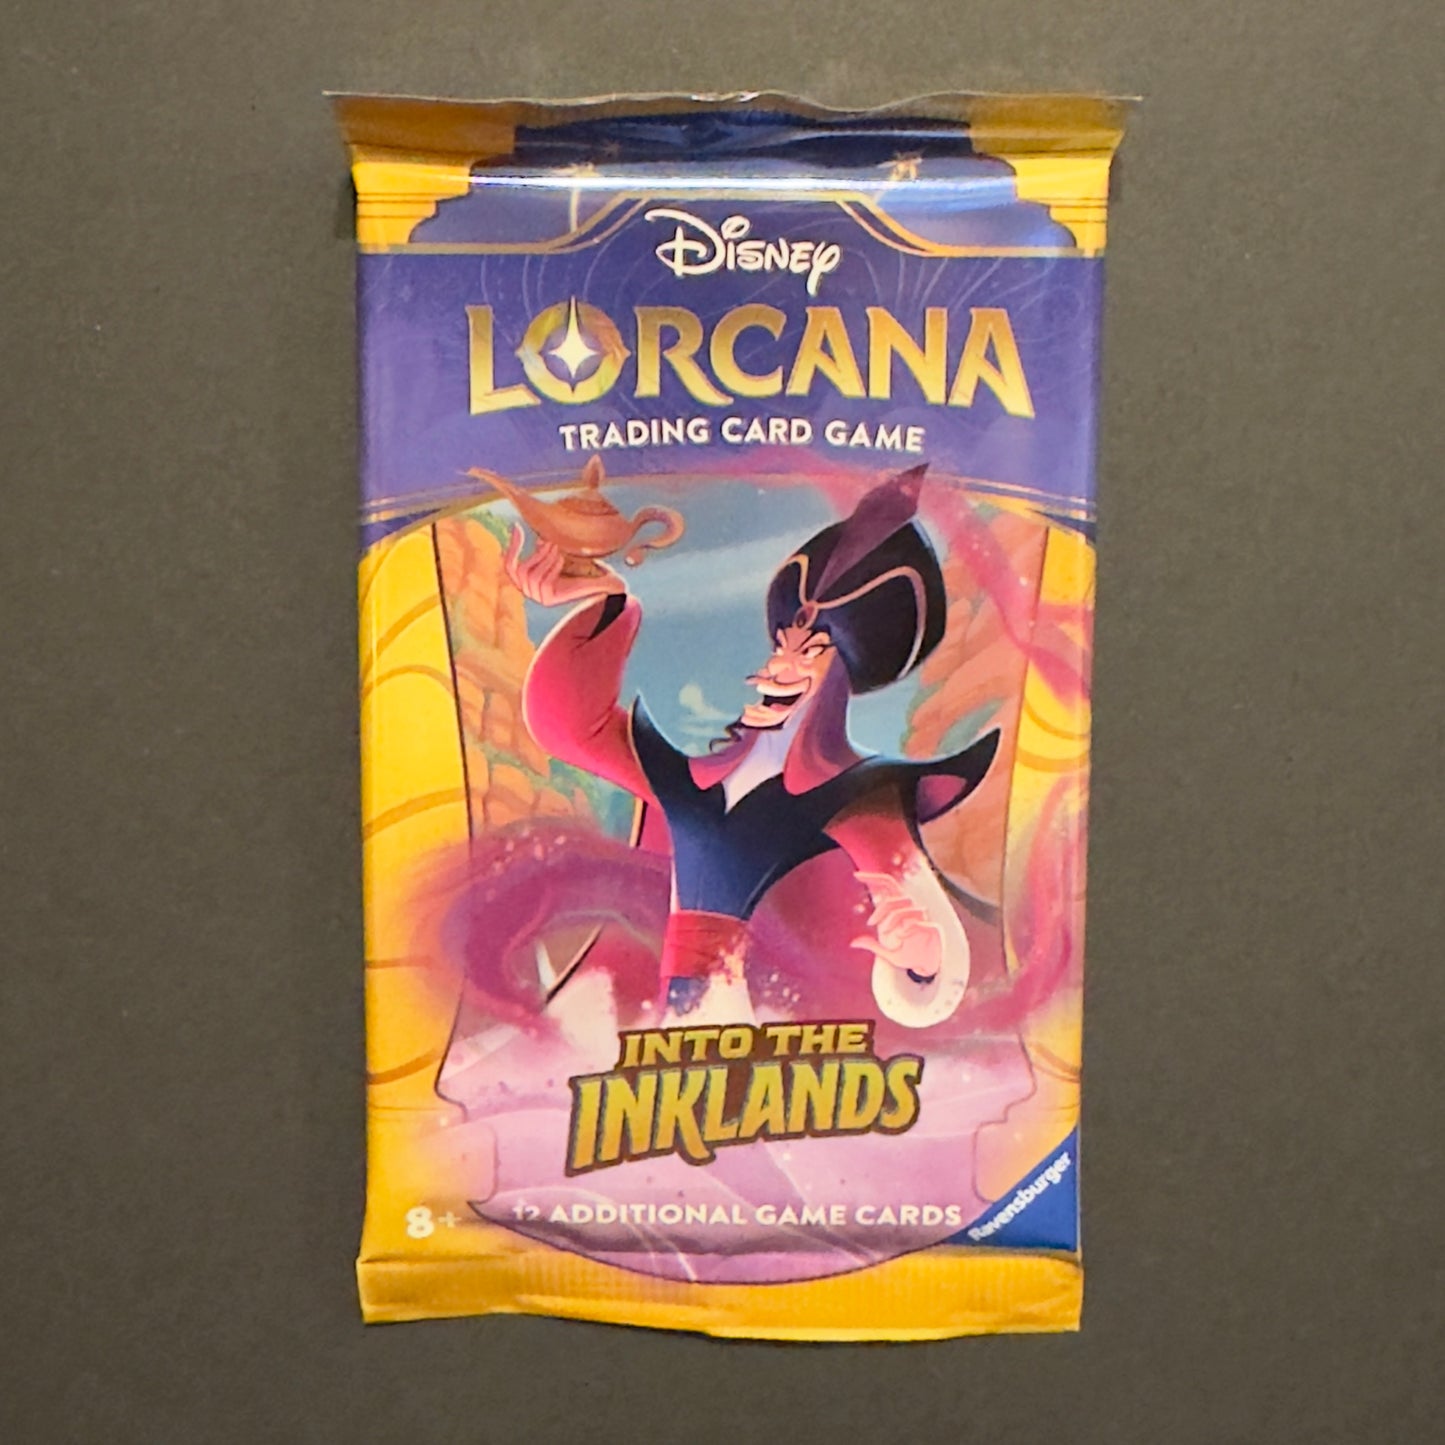 Disney
LORCANA
TRADING CARD GAME
INTO THE
INKLANDS
8+
12 ADDITIONAL GAME CARDS
Ravensburger